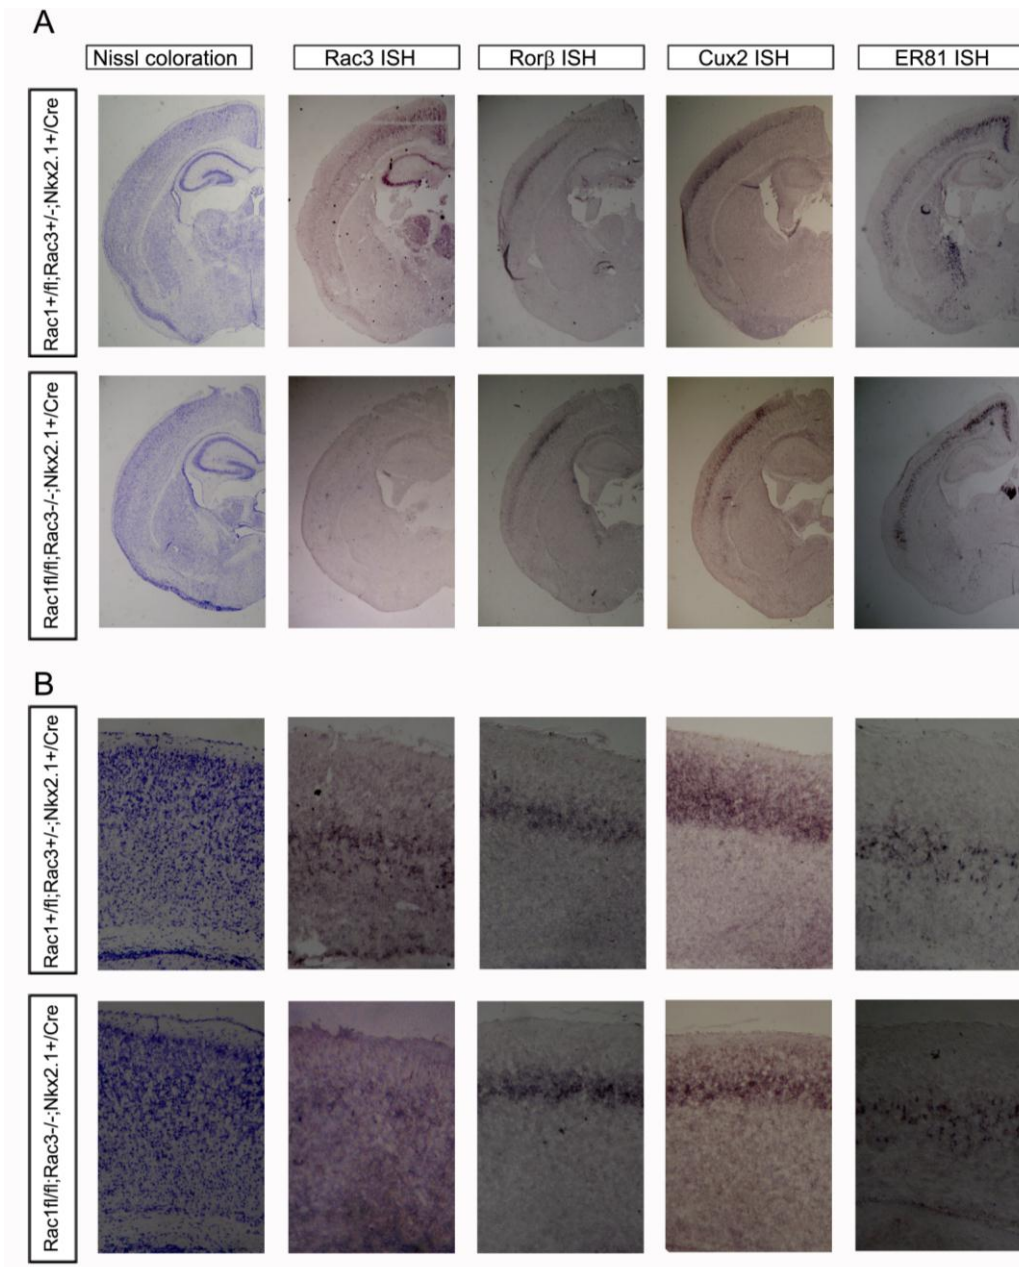 A
Nissl coloration
Rac3 ISH
Rorβ ISH
Cux2 ISH
ER81 ISH
Rac1+/fl;Rac3+/-;Nkx2.1+/Cre
Rac1fl/fl;Rac3-/-;Nkx2.1+/Cre
B
Rac1+/fl;Rac3+/-;Nkx2.1+/Cre
Rac1fl/fl;Rac3-/-;Nkx2.1+/Cre